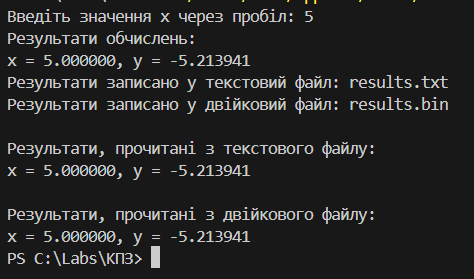 Введіть значення x через пробіл: 5
Результати обчислень:
x = 5.000000, y = -5.213941
Результати записано у текстовий файл: results.txt
Результати записано у двійковий файл: results.bin
Результати, прочитані з текстового файлу:
x = 5.000000, y = -5.213941
Результати, прочитані з двійкового файлу:
x = 5.000000, y = -5.213941
PS C:\Labs\КПЗ>